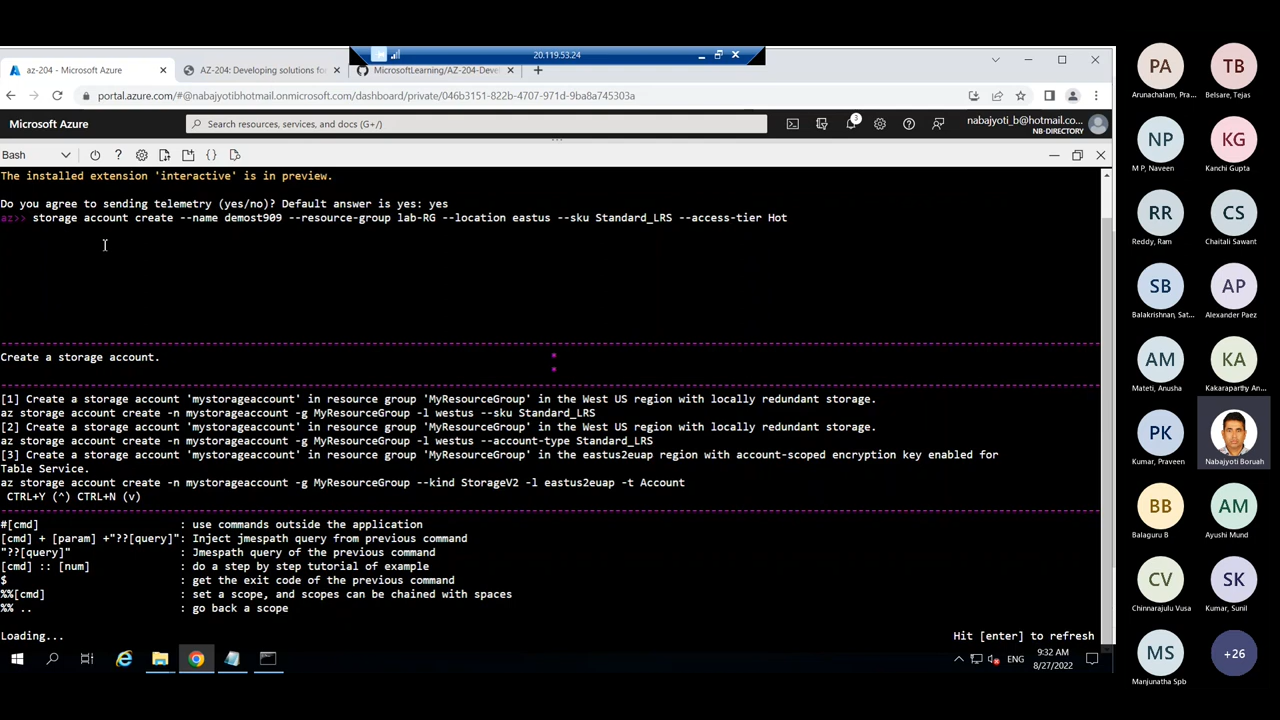 20.119.53.24
az-204 - Microsoft Azure
AZ-204: Developing solutions for
MicrosoftLearning/AZ-204-Deve
portal.azure.com/#@nabajyotibhotmail.onmicrosoft.com/dashboard/private/046b3151-822b-4707-971d-9ba8a745303a
Microsoft Azure
Search resources, services, and docs (G+/)
3
nabajyoti_b@hotmail.co...
NB-DIRECTORY
Bash
The installed extension 'interactive' is in preview.
Do you agree to sending telemetry (yes/no)? Default answer is yes: yes
az>> storage account create --name demost909 --resource-group lab-RG --location eastus --sku Standard_LRS --access-tier Hot
Create a storage account.
*
*
[1] Create a storage account 'mystorageaccount' in resource group 'MyResourceGroup' in the West US region with locally redundant storage.
az storage account create -n mystorageaccount -g MyResourceGroup -l westus --sku Standard_LRS
[2] Create a storage account 'mystorageaccount' in resource group 'MyResourceGroup' in the West US region with locally redundant storage.
az storage account create -n mystorageaccount -g MyResourceGroup -l westus --account-type Standard_LRS
[3] Create a storage account 'mystorageaccount' in resource group 'MyResourceGroup' in the eastus2euap region with account-scoped encryption key enabled for
Table Service.
az storage account create -n mystorageaccount -g MyResourceGroup --kind StorageV2 -l eastus2euap -t Account
CTRL+Y (^) CTRL+N (v)
#[cmd] : use commands outside the application
[cmd] + [param] +"??[query]": Inject jmespath query from previous command
"??[query]" : Jmespath query of the previous command
[cmd] :: [num] : do a step by step tutorial of example
$ : get the exit code of the previous command
%%[cmd] : set a scope, and scopes can be chained with spaces
%% .. : go back a scope
Loading...
Hit [enter] to refresh
ENG
9:32 AM
8/27/2022
PA
Arunachalam, Pra...
TB
Belsare, Tejas
NP
M P, Naveen
KG
Kanchi Gupta
RR
Reddy, Ram
CS
Chaitali Sawant
SB
Balakrishnan, Sat...
AP
Alexander Paez
AM
Mateti, Anusha
KA
Kakaraparthy An...
PK
Kumar, Praveen
Nabajyoti Boruah
BB
Balaguru B
AM
Ayushi Mund
CV
Chinnarajulu Vusa
SK
Kumar, Sunil
MS
Manjunatha Spb
+26